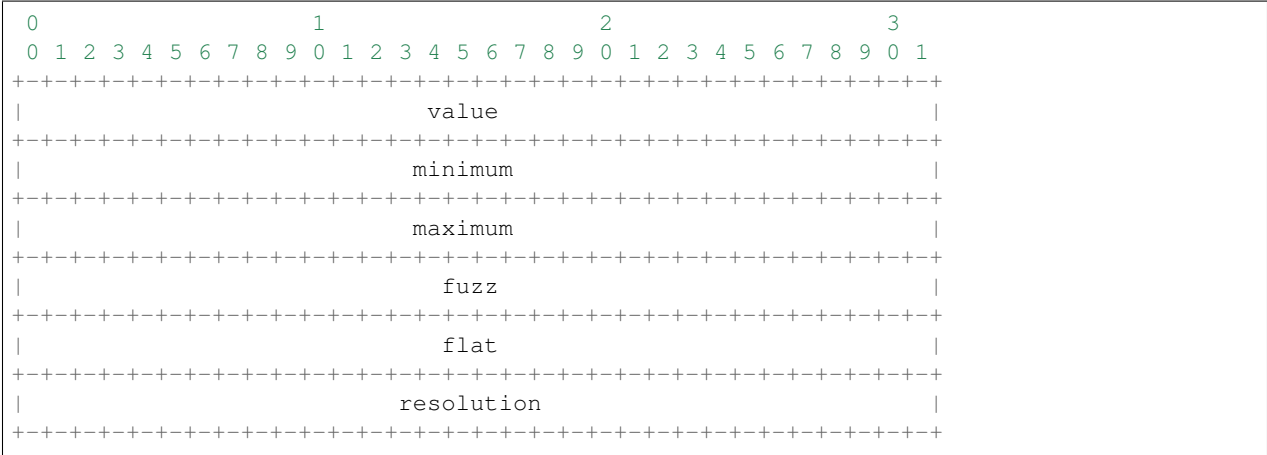 0                   1                   2                   3
 0 1 2 3 4 5 6 7 8 9 0 1 2 3 4 5 6 7 8 9 0 1 2 3 4 5 6 7 8 9 0 1
+-+-+-+-+-+-+-+-+-+-+-+-+-+-+-+-+-+-+-+-+-+-+-+-+-+-+-+-+-+-+-+-+
|                            value                              |
+-+-+-+-+-+-+-+-+-+-+-+-+-+-+-+-+-+-+-+-+-+-+-+-+-+-+-+-+-+-+-+-+
|                           minimum                             |
+-+-+-+-+-+-+-+-+-+-+-+-+-+-+-+-+-+-+-+-+-+-+-+-+-+-+-+-+-+-+-+-+
|                           maximum                             |
+-+-+-+-+-+-+-+-+-+-+-+-+-+-+-+-+-+-+-+-+-+-+-+-+-+-+-+-+-+-+-+-+
|                             fuzz                              |
+-+-+-+-+-+-+-+-+-+-+-+-+-+-+-+-+-+-+-+-+-+-+-+-+-+-+-+-+-+-+-+-+
|                             flat                              |
+-+-+-+-+-+-+-+-+-+-+-+-+-+-+-+-+-+-+-+-+-+-+-+-+-+-+-+-+-+-+-+-+
|                          resolution                           |
+-+-+-+-+-+-+-+-+-+-+-+-+-+-+-+-+-+-+-+-+-+-+-+-+-+-+-+-+-+-+-+-+